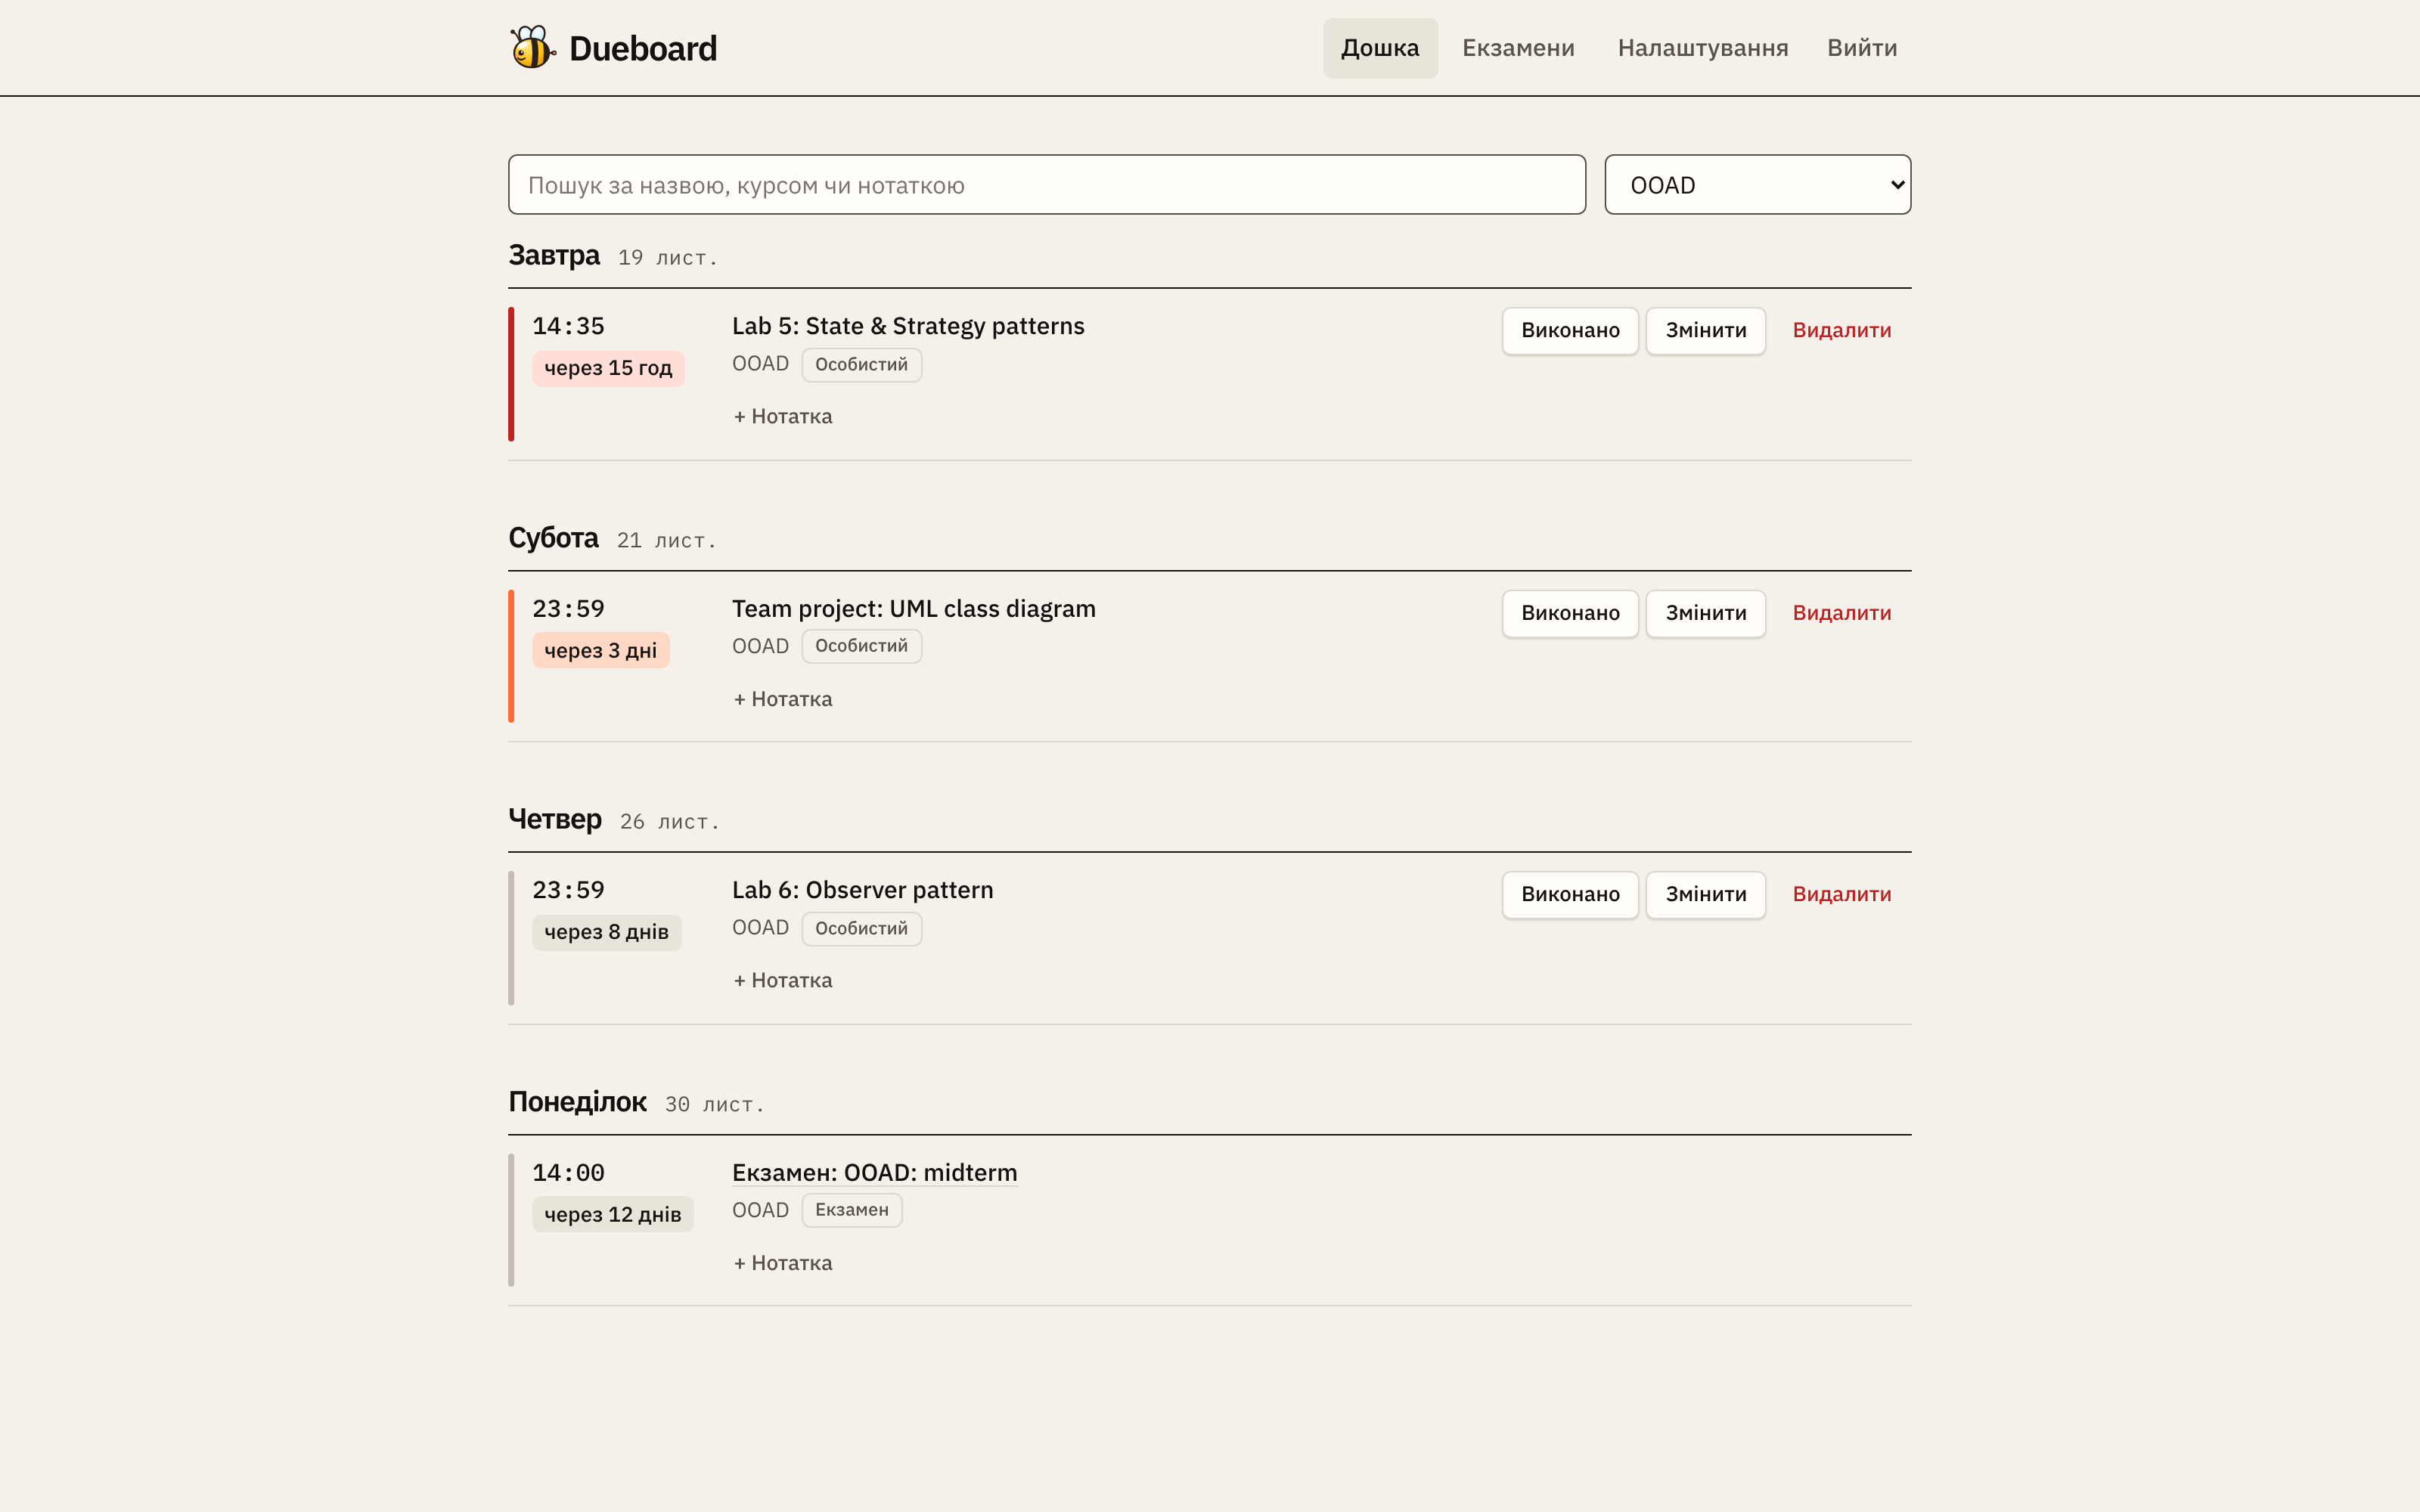 Dueboard
Дошка Екзамени Налаштування Вийти
Пошук за назвою, курсом чи нотаткою OOAD
Завтра 19 лист.
14:35 Lab 5: State & Strategy patterns Виконано Змінити Видалити
через 15 год OOAD Особистий
+ Нотатка
Субота 21 лист.
23:59 Team project: UML class diagram Виконано Змінити Видалити
через 3 дні OOAD Особистий
+ Нотатка
Четвер 26 лист.
23:59 Lab 6: Observer pattern Виконано Змінити Видалити
через 8 днів OOAD Особистий
+ Нотатка
Понеділок 30 лист.
14:00 Екзамен: OOAD: midterm
через 12 днів OOAD Екзамен
+ Нотатка